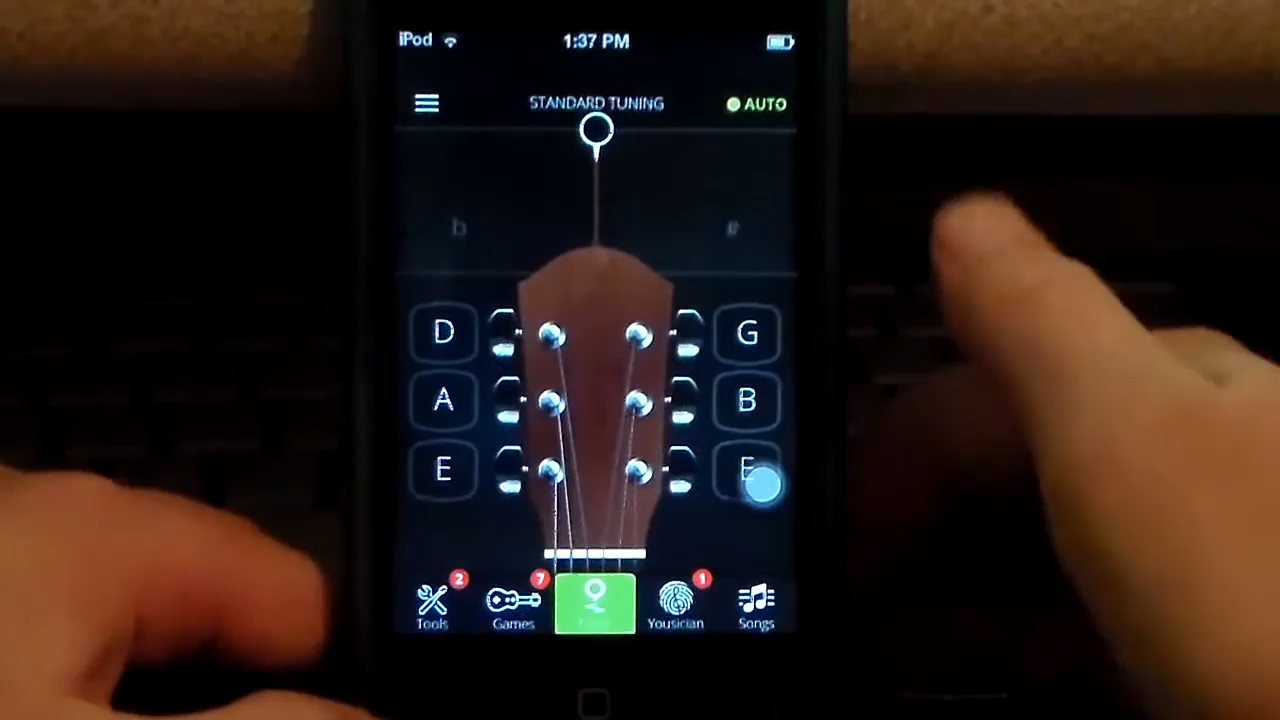 iPod 1:37 PM
STANDARD TUNING AUTO
b #
D G
A B
E E
2 7 1
Tools Games Yousician Songs